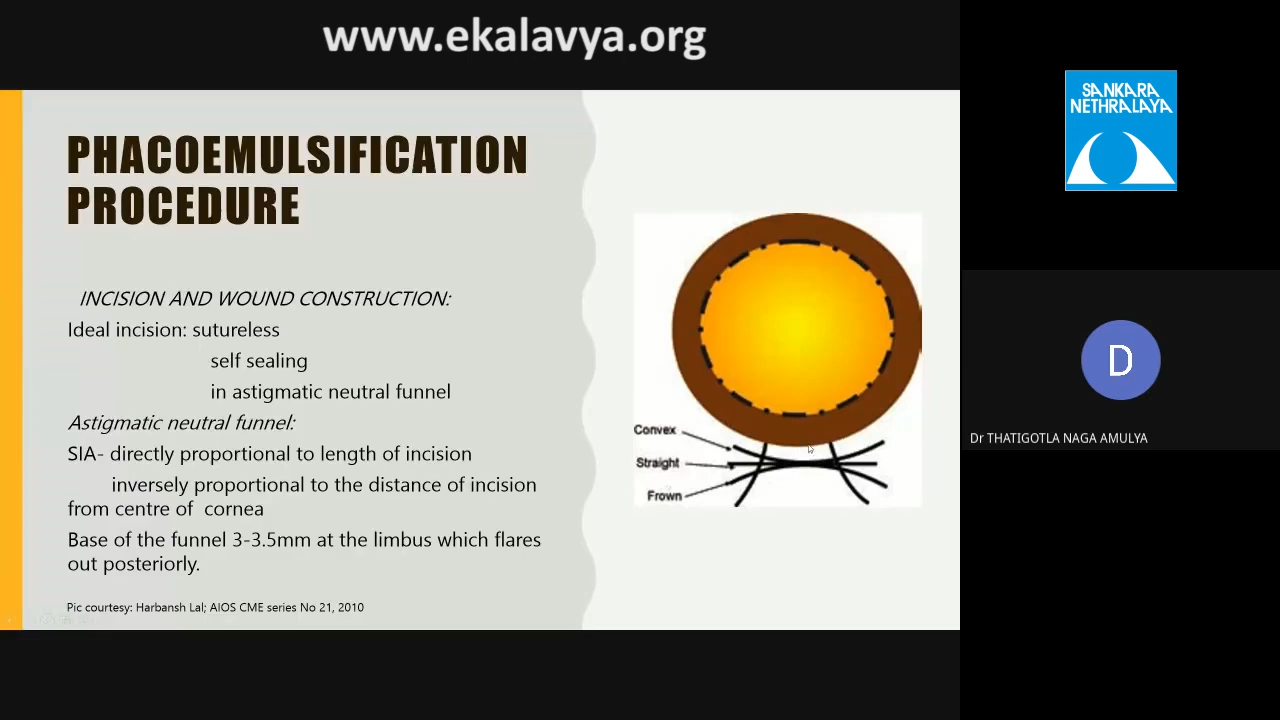 www.ekalavya.org
PHACOEMULSIFICATION
PROCEDURE
INCISION AND WOUND CONSTRUCTION:
Ideal incision: sutureless
self sealing
in astigmatic neutral funnel
Astigmatic neutral funnel:
SIA- directly proportional to length of incision
inversely proportional to the distance of incision
from centre of cornea
Base of the funnel 3-3.5mm at the limbus which flares
out posteriorly.
Pic courtesy: Harbansh Lal; AIOS CME series No 21, 2010
Convex
Straight
Frown
SANKARA
NETHRALAYA
D
Dr THATIGOTLA NAGA AMULYA